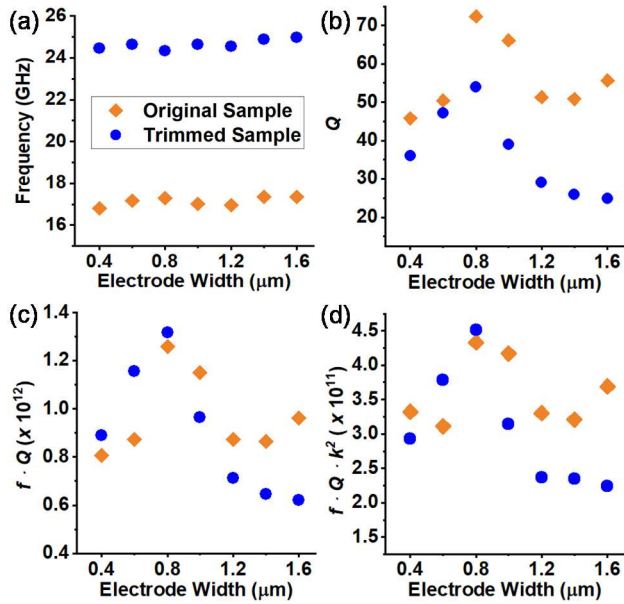 (a)
Frequency (GHz)
26
24
22
20
18
16
Original Sample
Trimmed Sample
0.4 0.8 1.2 1.6
Electrode Width (μm)
(b)
Q
70
60
50
40
30
20
0.4 0.8 1.2 1.6
Electrode Width (μm)
(c)
f · Q (x 10¹²)
1.4
1.2
1.0
0.8
0.6
0.4
0.4 0.8 1.2 1.6
Electrode Width (μm)
(d)
f · Q · k² ( x 10¹¹)
4.5
4.0
3.5
3.0
2.5
2.0
1.5
0.4 0.8 1.2 1.6
Electrode Width (μm)